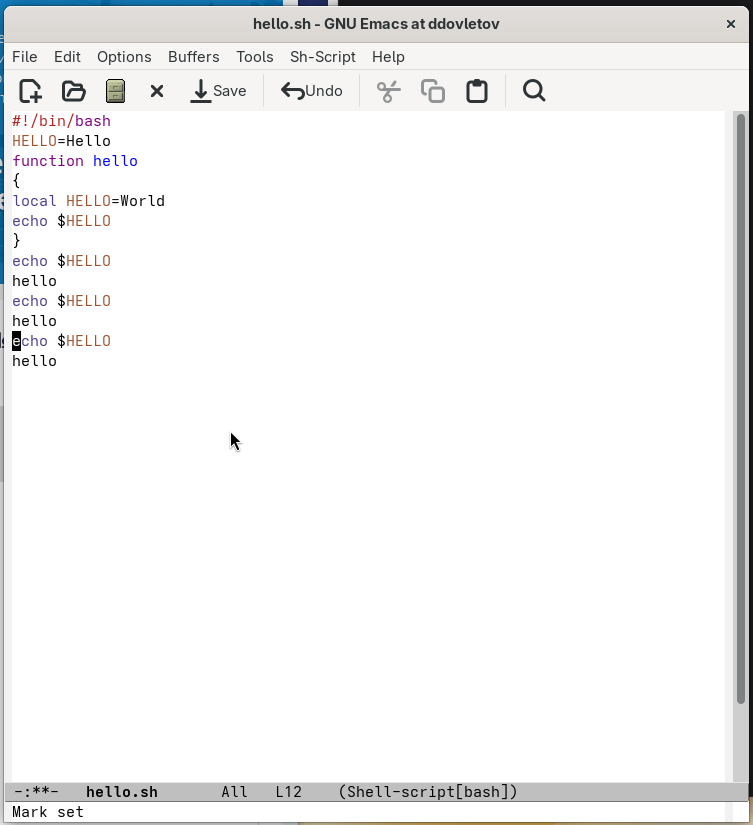 hello.sh - GNU Emacs at ddovletov
File Edit Options Buffers Tools Sh-Script Help
Save Undo
#!/bin/bash
HELLO=Hello
function hello
{
local HELLO=World
echo $HELLO
}
echo $HELLO
hello
echo $HELLO
hello
echo $HELLO
hello
-:**- hello.sh All L12 (Shell-script[bash])
Mark set